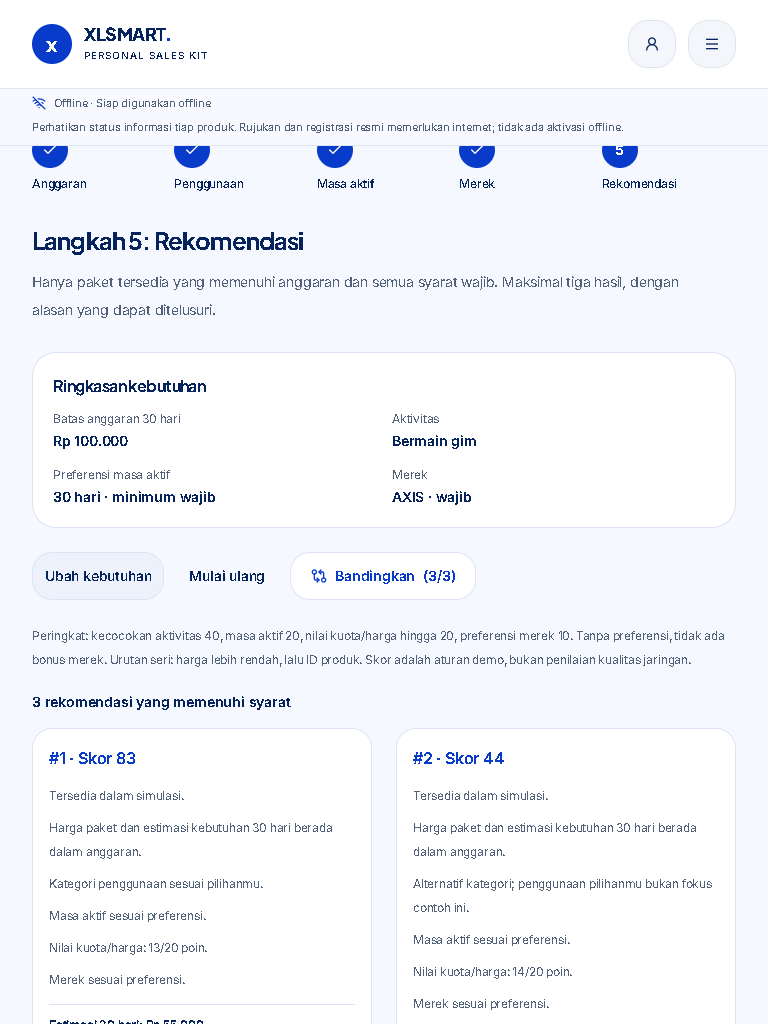 x
XLSMART.
PERSONAL SALES KIT
Offline · Siap digunakan offline
Perhatikan status informasi tiap produk. Rujukan dan registrasi resmi memerlukan internet; tidak ada aktivasi offline.
5
Anggaran
Penggunaan
Masa aktif
Merek
Rekomendasi
Langkah 5: Rekomendasi
Hanya paket tersedia yang memenuhi anggaran dan semua syarat wajib. Maksimal tiga hasil, dengan
alasan yang dapat ditelusuri.
Ringkasan kebutuhan
Batas anggaran 30 hari
Rp 100.000
Aktivitas
Bermain gim
Preferensi masa aktif
30 hari · minimum wajib
Merek
AXIS · wajib
Ubah kebutuhan
Mulai ulang
Bandingkan (3/3)
Peringkat: kecocokan aktivitas 40, masa aktif 20, nilai kuota/harga hingga 20, preferensi merek 10. Tanpa preferensi, tidak ada
bonus merek. Urutan seri: harga lebih rendah, lalu ID produk. Skor adalah aturan demo, bukan penilaian kualitas jaringan.
3 rekomendasi yang memenuhi syarat
#1 · Skor 83
Tersedia dalam simulasi.
Harga paket dan estimasi kebutuhan 30 hari berada
dalam anggaran.
Kategori penggunaan sesuai pilihanmu.
Masa aktif sesuai preferensi.
Nilai kuota/harga: 13/20 poin.
Merek sesuai preferensi.
Estimasi 30 hari: Rp 55.000
#2 · Skor 44
Tersedia dalam simulasi.
Harga paket dan estimasi kebutuhan 30 hari berada
dalam anggaran.
Alternatif kategori; penggunaan pilihanmu bukan fokus
contoh ini.
Masa aktif sesuai preferensi.
Nilai kuota/harga: 14/20 poin.
Merek sesuai preferensi.